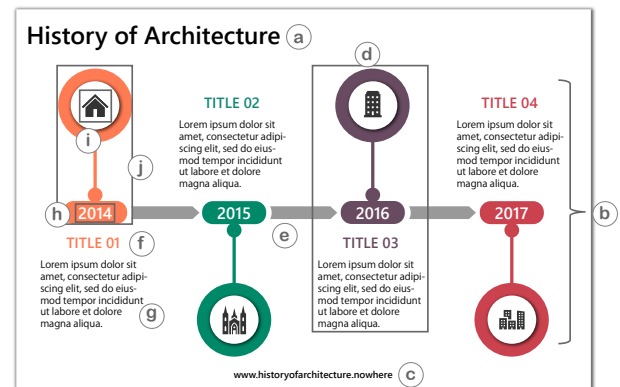 History of Architecture
a
d
i
j
h
2014
TITLE 01
f
Lorem ipsum dolor sit
amet, consectetur adipi-
scing elit, sed do eius-
mod tempor incididunt
ut labore et dolore
magna aliqua.
g
TITLE 02
Lorem ipsum dolor sit
amet, consectetur adipi-
scing elit, sed do eius-
mod tempor incididunt
ut labore et dolore
magna aliqua.
2015
e
2016
TITLE 03
Lorem ipsum dolor sit
amet, consectetur adipi-
scing elit, sed do eius-
mod tempor incididunt
ut labore et dolore
magna aliqua.
TITLE 04
Lorem ipsum dolor sit
amet, consectetur adipi-
scing elit, sed do eius-
mod tempor incididunt
ut labore et dolore
magna aliqua.
2017
b
www.historyofarchitecture.nowhere
c